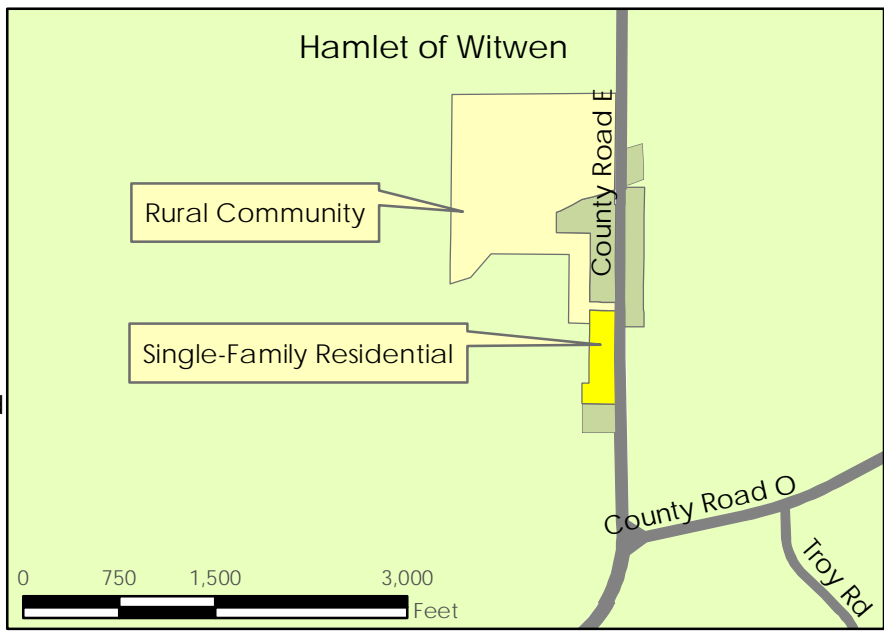 Hamlet of Witwen
County Road E
Rural Community
Single-Family Residential
County Road O
Troy Rd
0 750 1,500 3,000
Feet